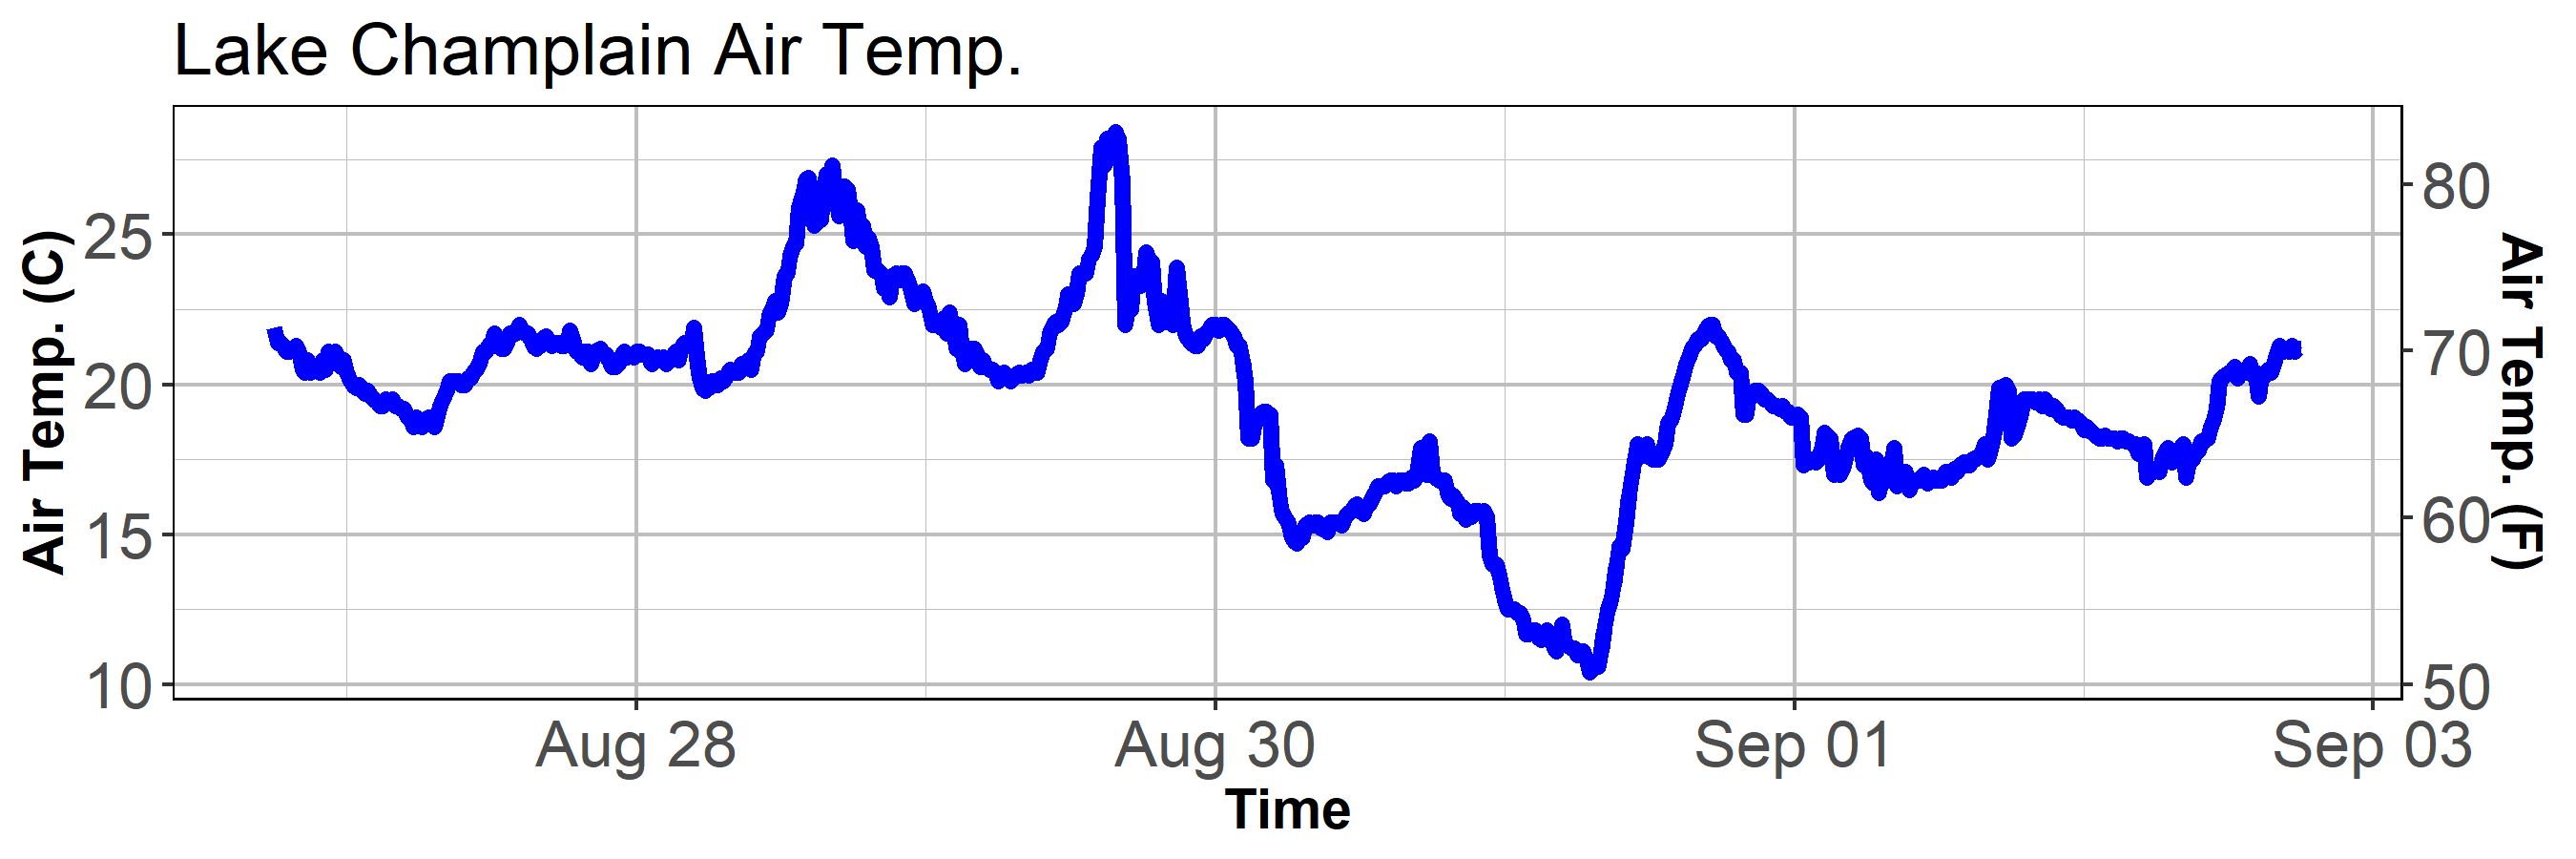 Lake Champlain Air Temp.
Air Temp. (C)
25
20
15
10
80
70
60
50
Air Temp. (F)
Aug 28
Aug 30
Sep 01
Sep 03
Time